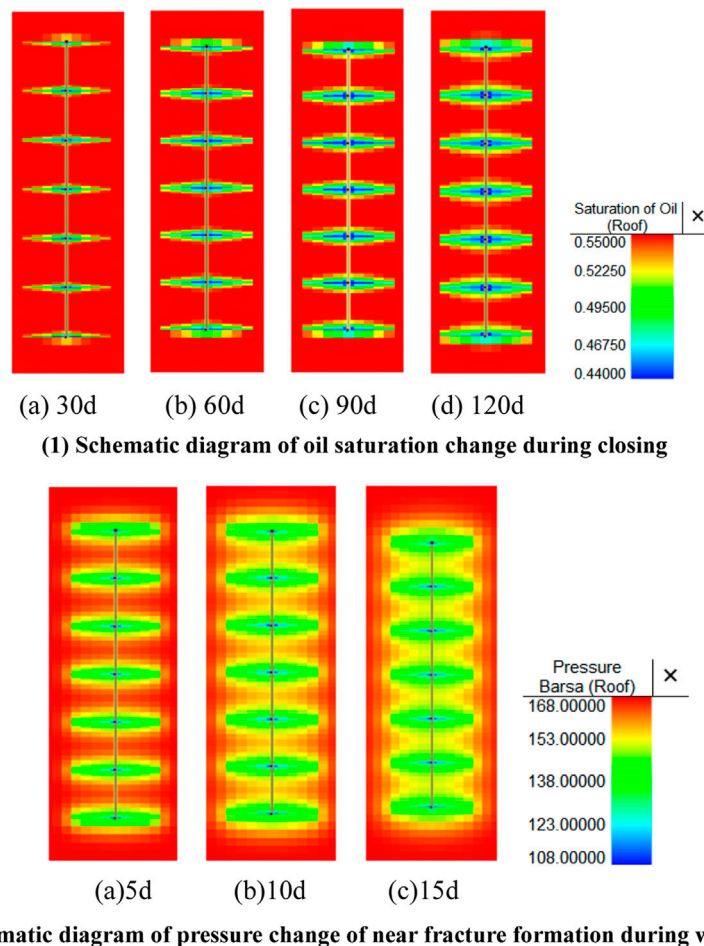 Saturation of Oil
(Roof)
×
0.55000
0.52250
0.49500
0.46750
0.44000
(a) 30d (b) 60d (c) 90d (d) 120d
(1) Schematic diagram of oil saturation change during closing
Pressure
Barsa (Roof)
×
168.00000
153.00000
138.00000
123.00000
108.00000
(a)5d (b)10d (c)15d
matic diagram of pressure change of near fracture formation during